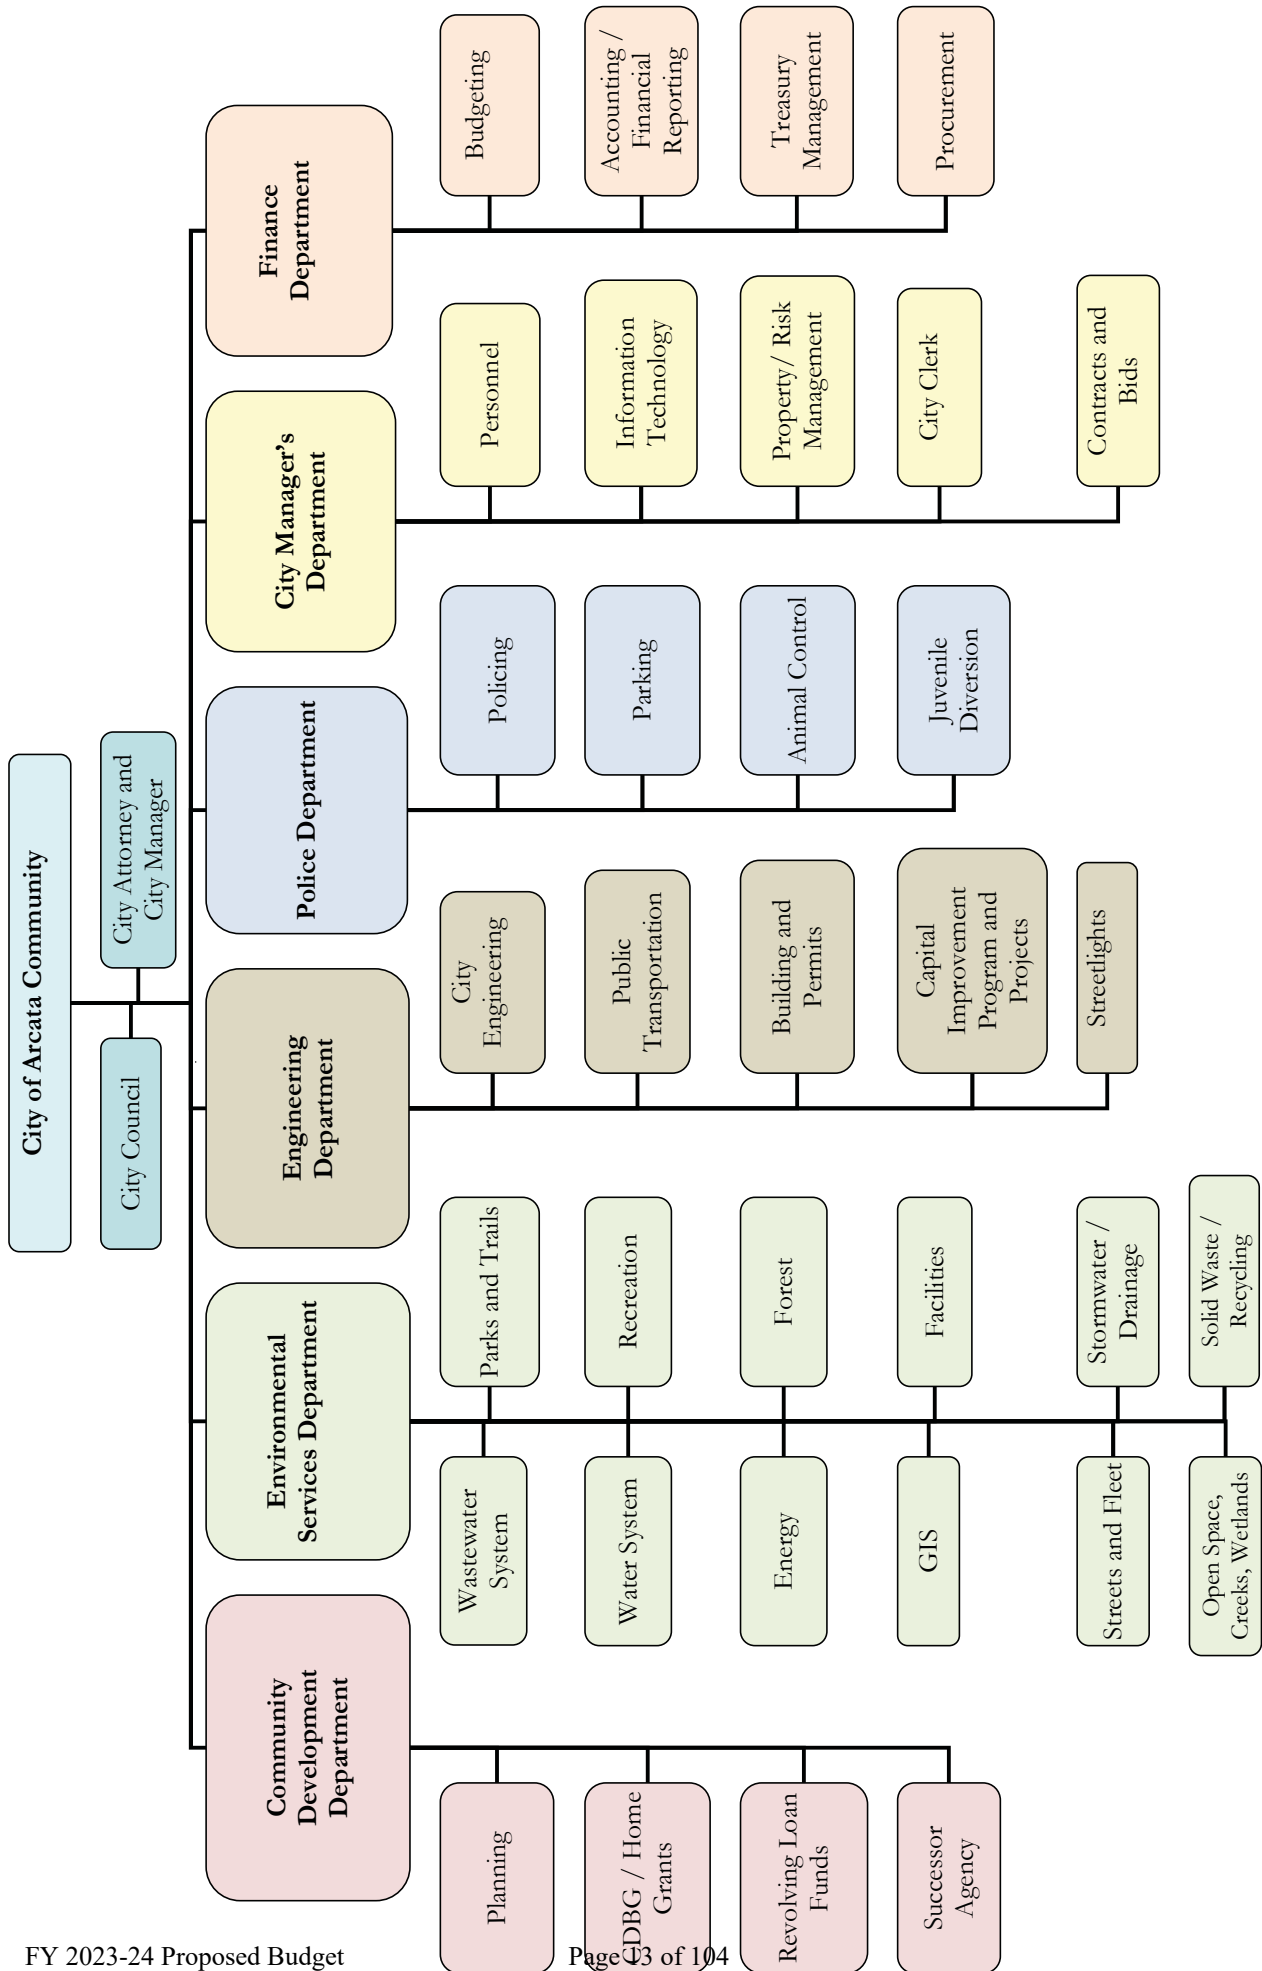 City of Arcata Community
City Council
City Attorney and
City Manager
Community
Development
Department
Planning
CDBG / Home
Grants
Revolving Loan
Funds
Successor
Agency
Environmental
Services Department
Wastewater
System
Water System
Energy
GIS
Streets and Fleet
Open Space,
Creeks, Wetlands
Parks and Trails
Recreation
Forest
Facilities
Stormwater /
Drainage
Solid Waste /
Recycling
Engineering
Department
City
Engineering
Public
Transportation
Building and
Permits
Capital
Improvement
Program and
Projects
Streetlights
Police Department
Policing
Parking
Animal Control
Juvenile
Diversion
City Manager’s
Department
Personnel
Information
Technology
Property/ Risk
Management
City Clerk
Contracts and
Bids
Finance
Department
Budgeting
Accounting /
Financial
Reporting
Treasury
Management
Procurement
FY 2023-24 Proposed Budget
Page 13 of 104